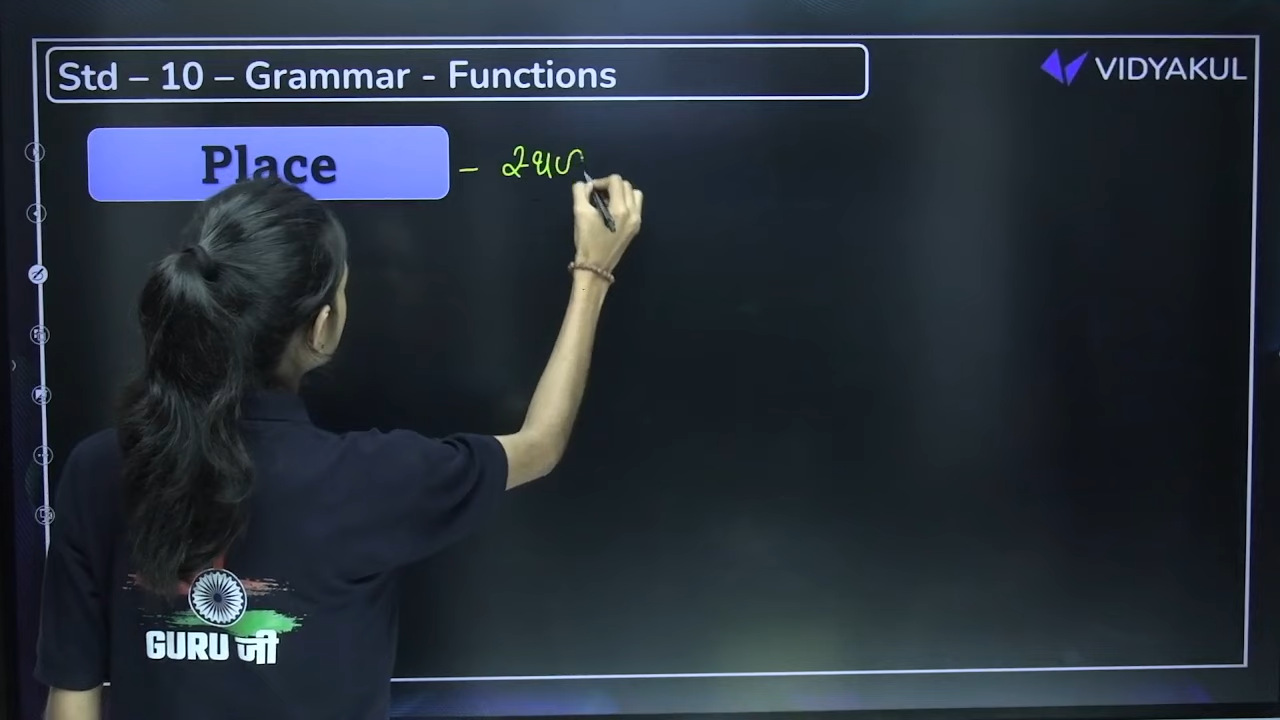 Std – 10 – Grammar - Functions
VIDYAKUL
Place – સ્થળ
GURU जी